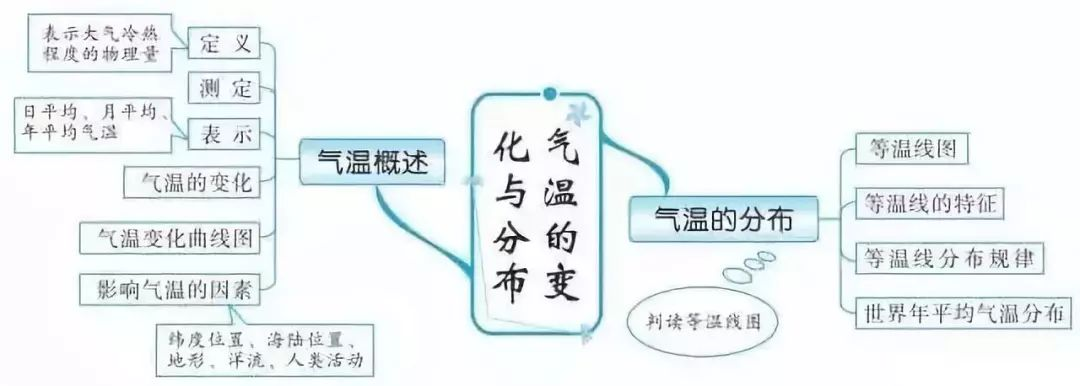 气温的变
化与分布
气温概述
定义
表示大气冷热
程度的物理量
测定
表示
日平均、月平均、
年平均气温
气温的变化
气温变化曲线图
影响气温的因素
纬度位置、海陆位置、
地形、洋流、人类活动
气温的分布
等温线图
等温线的特征
等温线分布规律
世界年平均气温分布
判读等温线图